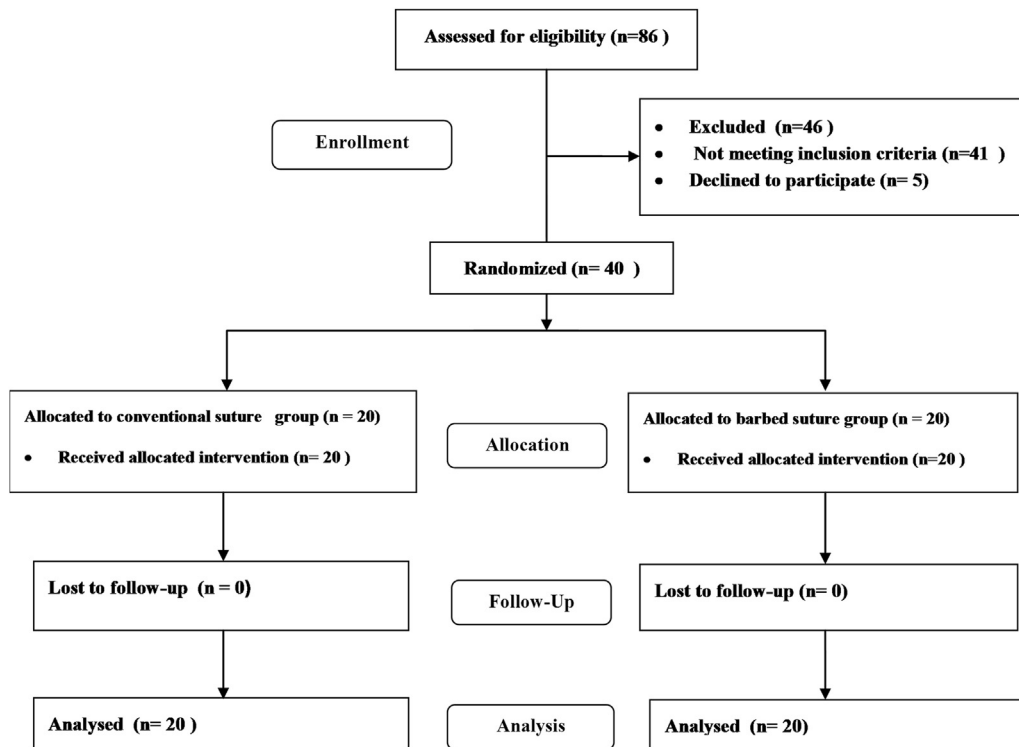 Assessed for eligibility (n=86 )
Enrollment
• Excluded (n=46 )
• Not meeting inclusion criteria (n=41 )
• Declined to participate (n= 5)
Randomized (n= 40 )
Allocated to conventional suture group (n = 20)
• Received allocated intervention (n= 20 )
Allocation
Allocated to barbed suture group (n = 20)
• Received allocated intervention (n=20 )
Lost to follow-up (n = 0)
Follow-Up
Lost to follow-up (n= 0)
Analysed (n= 20 )
Analysis
Analysed (n= 20)